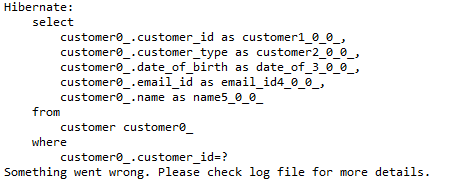 Hibernate:
    select
        customer0_.customer_id as customer1_0_0_,
        customer0_.customer_type as customer2_0_0_,
        customer0_.date_of_birth as date_of_3_0_0_,
        customer0_.email_id as email_id4_0_0_,
        customer0_.name as name5_0_0_
    from
        customer customer0_
    where
        customer0_.customer_id=?
Something went wrong. Please check log file for more details.